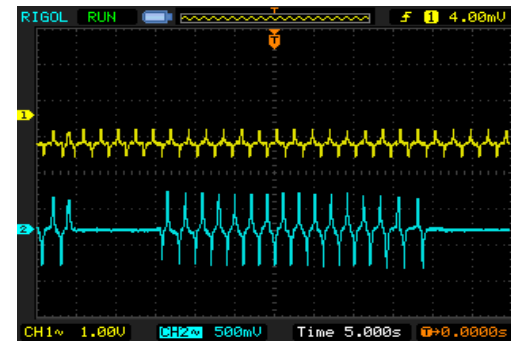 RIGOL RUN T 1 4.00mV
T
1
2
CH1~ 1.00V CH2~ 500mV Time 5.000s T→0.0000s